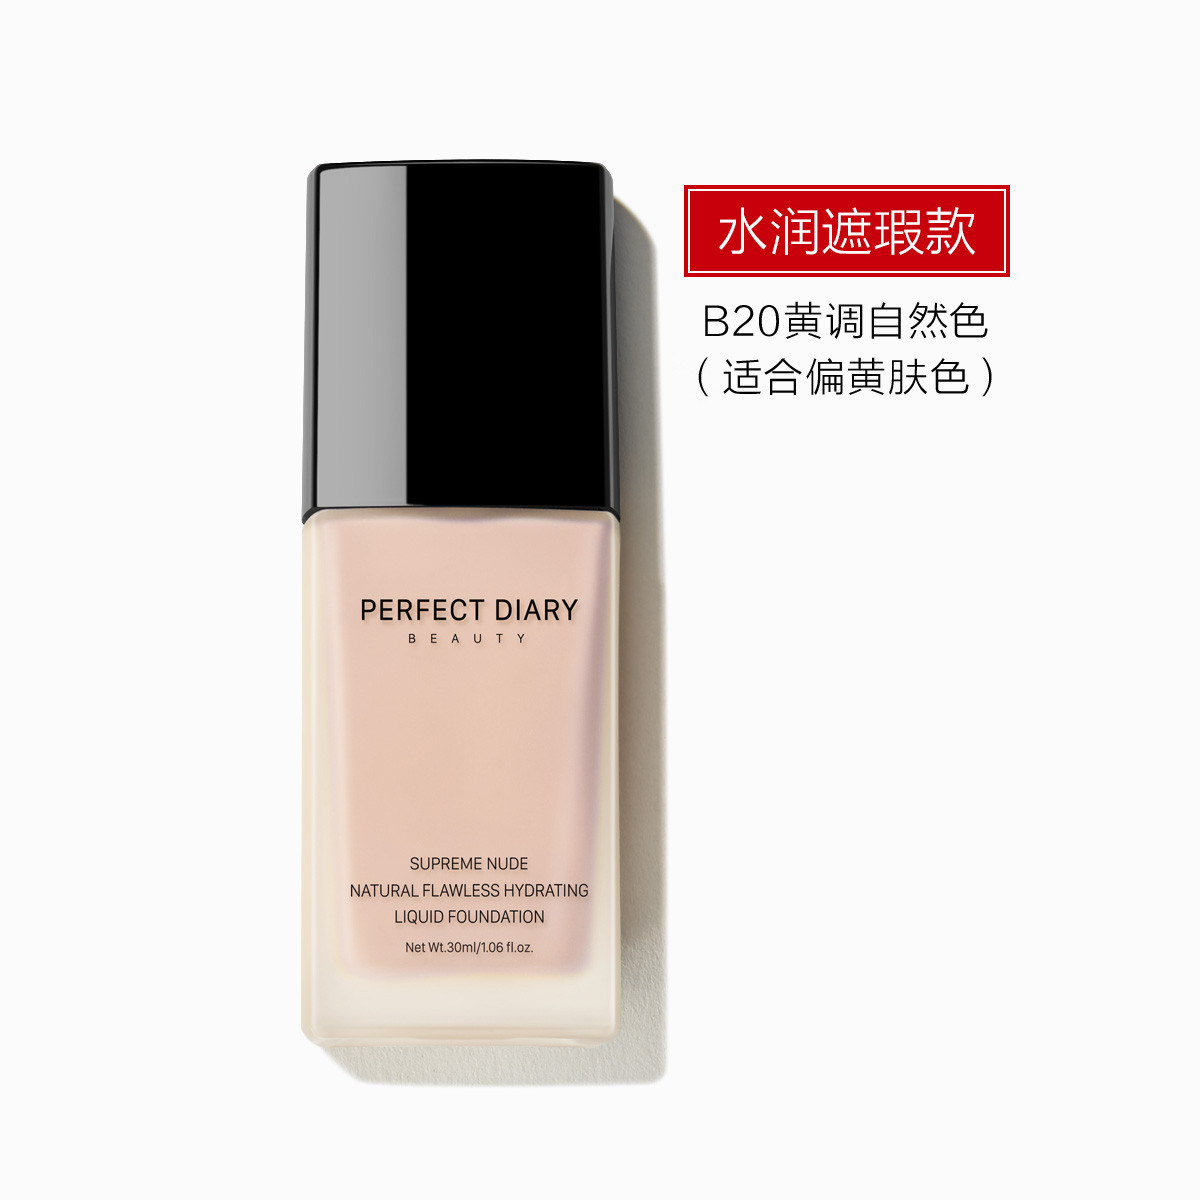 水润遮瑕款
B20黄调自然色
（适合偏黄肤色）
PERFECT DIARY
BEAUTY
SUPREME NUDE
NATURAL FLAWLESS HYDRATING
LIQUID FOUNDATION
Net Wt.30ml/1.06 fl.oz.